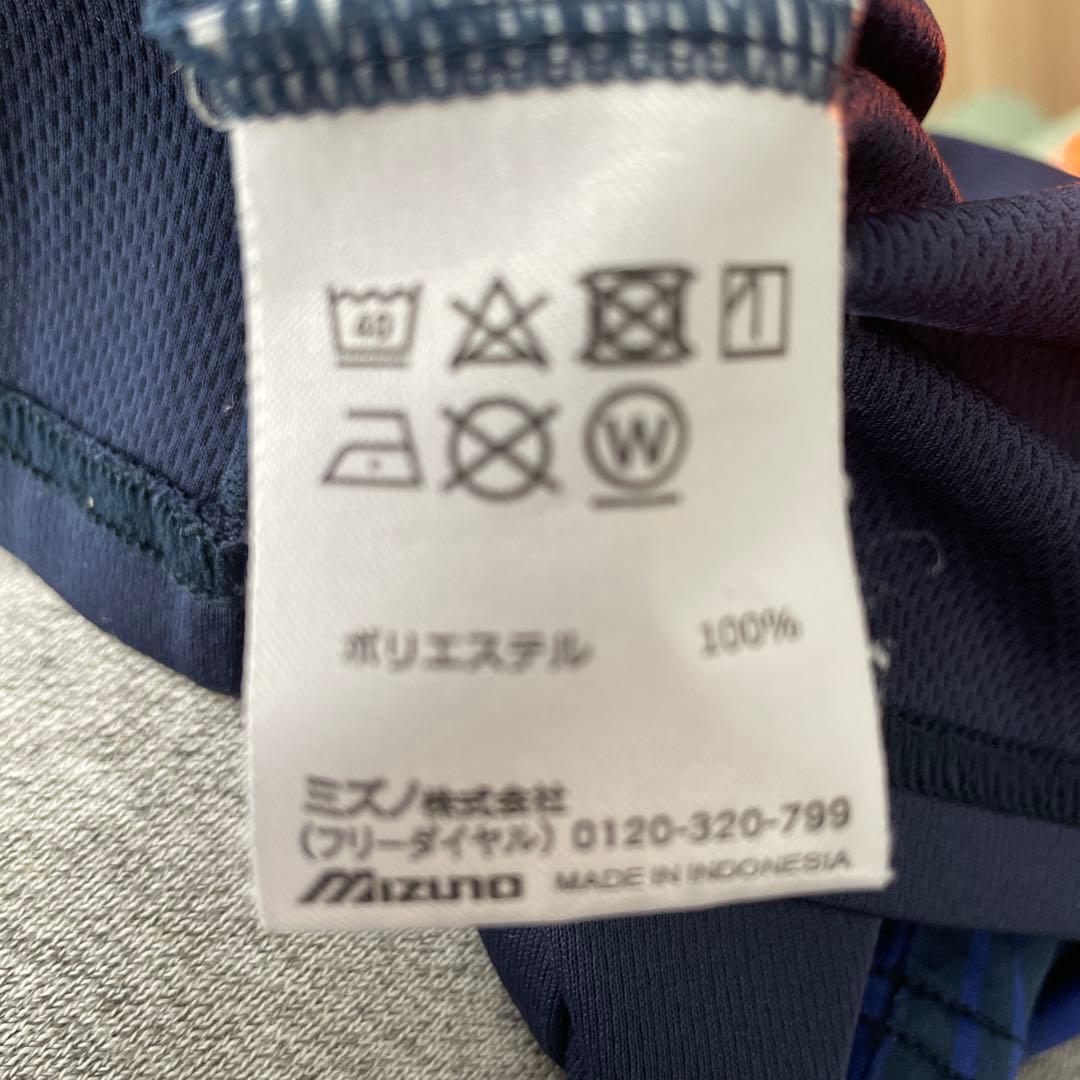 40
W
ポリエステル 100%
ミズノ株式会社
(フリーダイヤル) 0120-320-799
MIZUNO MADE IN INDONESIA